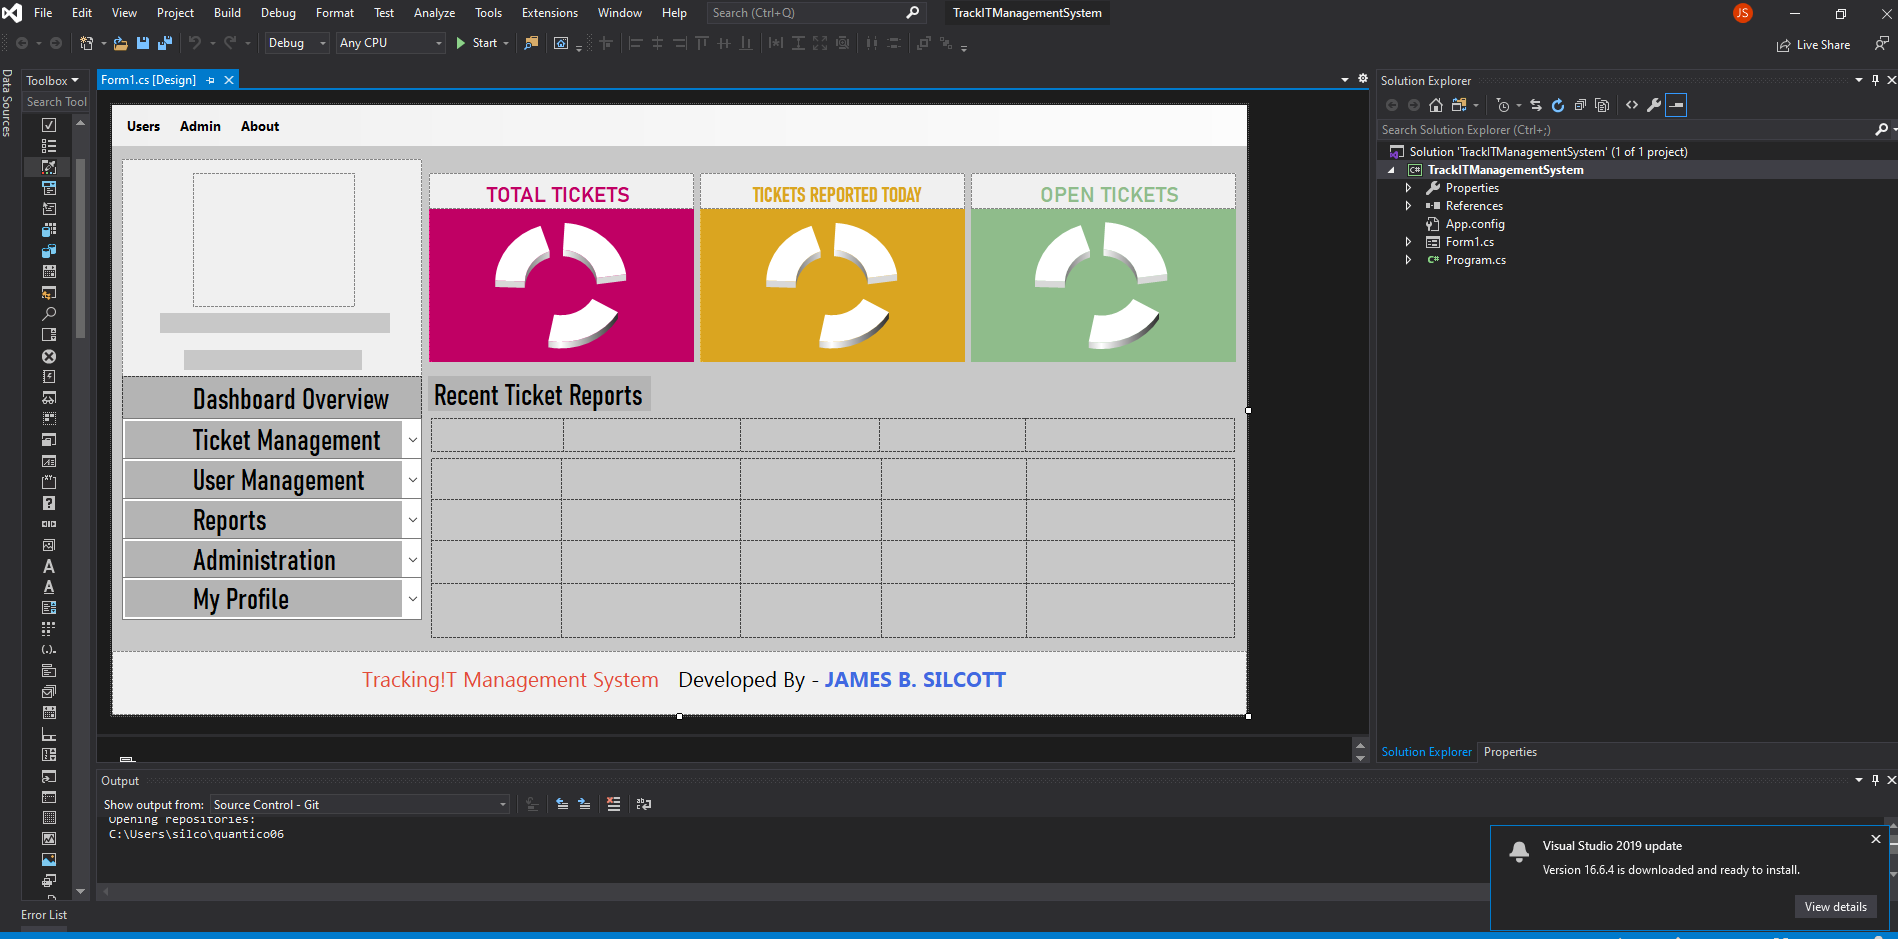 File Edit View Project Build Debug Format Test Analyze Tools Extensions Window Help Search (Ctrl+Q) TrackITManagementSystem JS
Debug Any CPU Start Live Share
Data Sources
Toolbox
Search Tool
Form1.cs [Design]
Users Admin About
TOTAL TICKETS
TICKETS REPORTED TODAY
OPEN TICKETS
Dashboard Overview
Ticket Management
User Management
Reports
Administration
My Profile
Recent Ticket Reports
Tracking!T Management System Developed By - JAMES B. SILCOTT
Solution Explorer
Search Solution Explorer (Ctrl+;)
Solution 'TrackITManagementSystem' (1 of 1 project)
TrackITManagementSystem
Properties
References
App.config
Form1.cs
Program.cs
Solution Explorer Properties
Output
Show output from: Source Control - Git
Opening repositories:
C:\Users\silco\quantico06
Visual Studio 2019 update
Version 16.6.4 is downloaded and ready to install.
View details
Error List